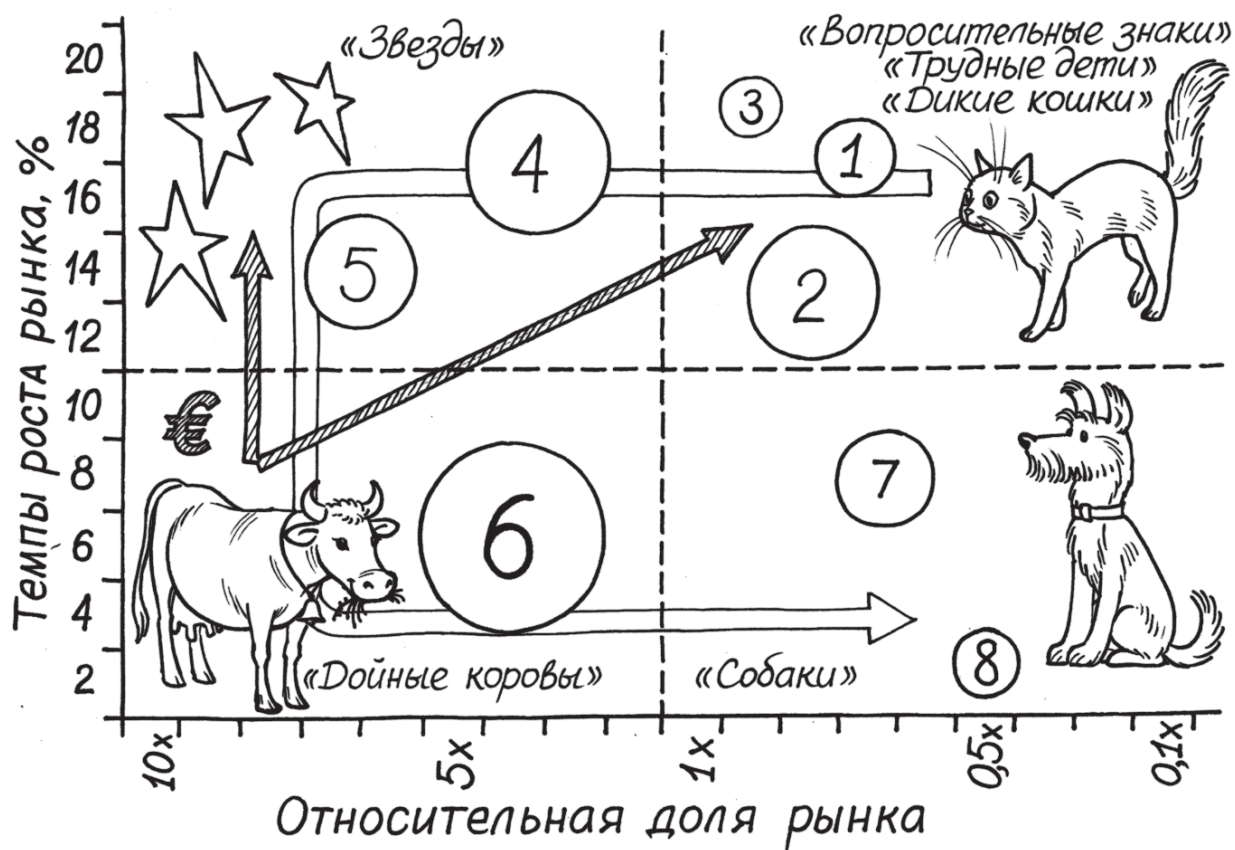 Темпы роста рынка, %
20
18
16
14
12
10
8
6
4
2
«Звезды»
«Вопросительные знаки»
«Трудные дети»
«Дикие кошки»
3
4
1
5
2
€
6
7
8
«Дойные коровы»
«Собаки»
10x
5x
1x
0,5x
0,1x
Относительная доля рынка